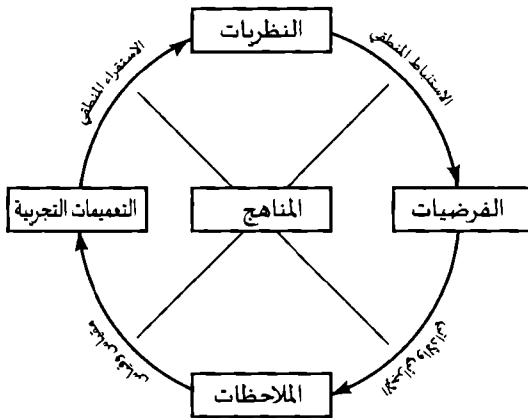 النظريات
الاستنباط المنطقي
الاستقراء المنطقي
الفرضيات
المناهج
التعميمات التجريبية
الملاحظات